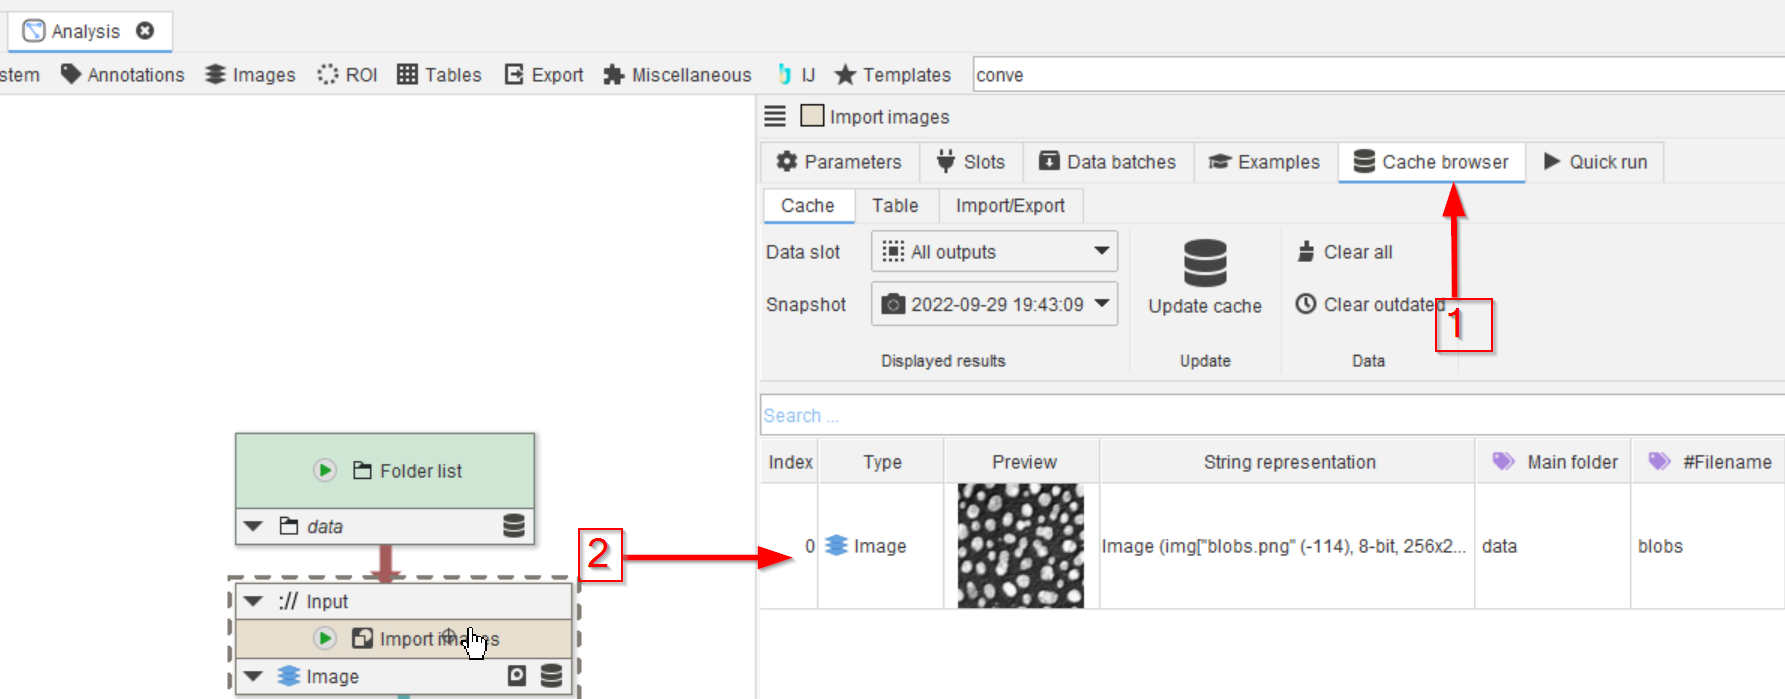 Analysis
stem Annotations Images ROI Tables Export Miscellaneous IJ Templates conve
Import images
Parameters Slots Data batches Examples Cache browser Quick run
Cache Table Import/Export
Data slot All outputs Update cache Clear all
Snapshot 2022-09-29 19:43:09 Clear outdated
1
Displayed results Update Data
Search ...
Index Type Preview String representation Main folder #Filename
0 Image Image (img["blobs.png" (-114), 8-bit, 256x2... data blobs
Folder list
data
2
:// Input
Import images
Image